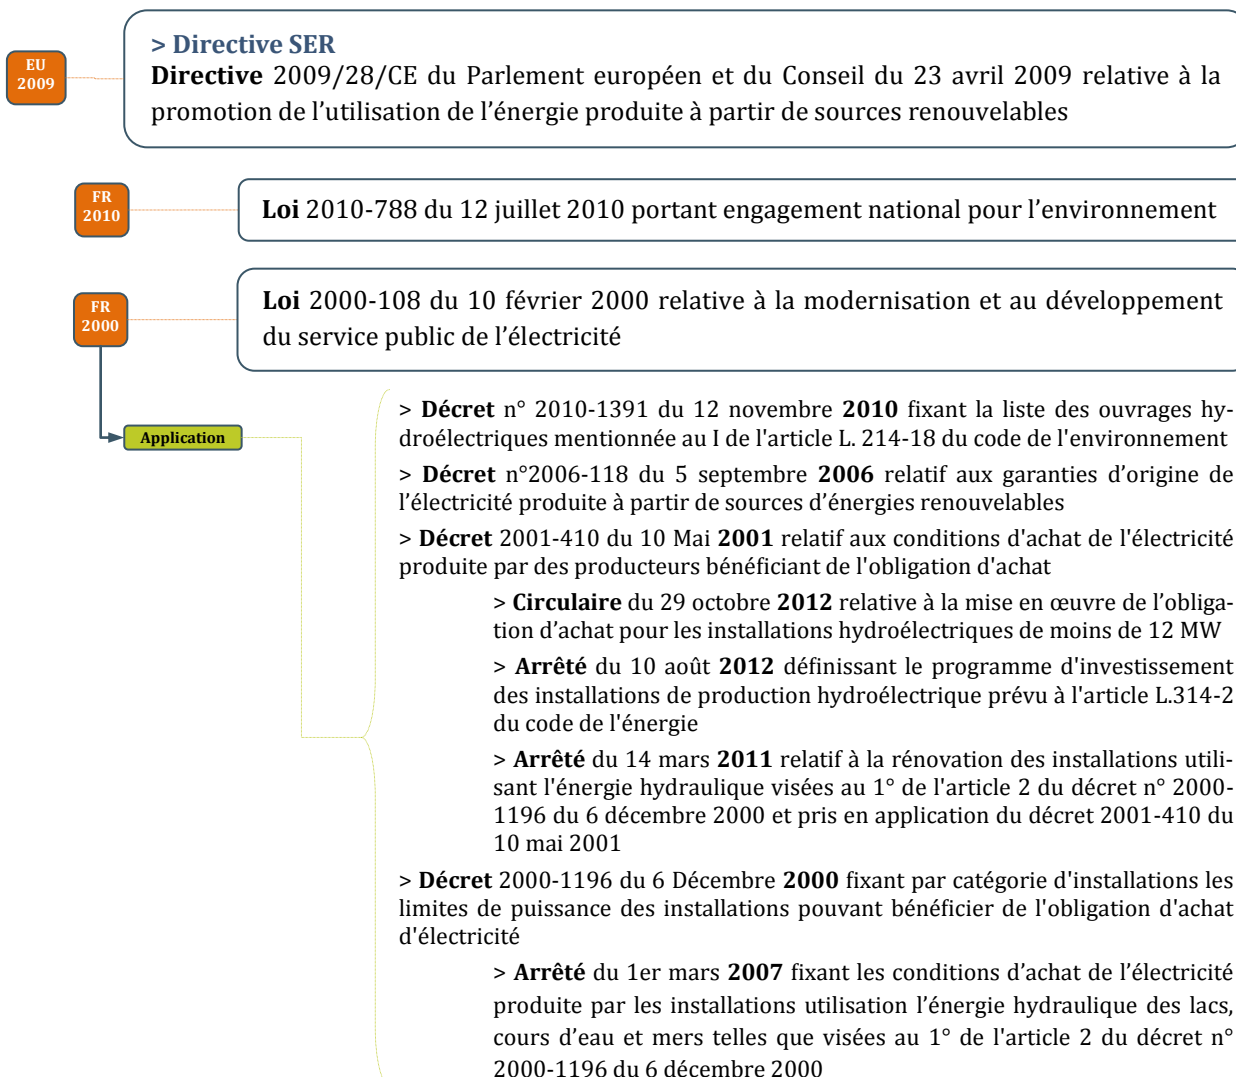 EU
2009
> Directive SER
Directive 2009/28/CE du Parlement européen et du Conseil du 23 avril 2009 relative à la
promotion de l’utilisation de l’énergie produite à partir de sources renouvelables
FR
2010
Loi 2010-788 du 12 juillet 2010 portant engagement national pour l’environnement
FR
2000
Loi 2000-108 du 10 février 2000 relative à la modernisation et au développement
du service public de l’électricité
Application
> Décret n° 2010-1391 du 12 novembre 2010 fixant la liste des ouvrages hy-
droélectriques mentionnée au I de l'article L. 214-18 du code de l'environnement
> Décret n°2006-118 du 5 septembre 2006 relatif aux garanties d’origine de
l’électricité produite à partir de sources d’énergies renouvelables
> Décret 2001-410 du 10 Mai 2001 relatif aux conditions d'achat de l'électricité
produite par des producteurs bénéficiant de l'obligation d'achat
> Circulaire du 29 octobre 2012 relative à la mise en œuvre de l’obliga-
tion d’achat pour les installations hydroélectriques de moins de 12 MW
> Arrêté du 10 août 2012 définissant le programme d'investissement
des installations de production hydroélectrique prévu à l'article L.314-2
du code de l'énergie
> Arrêté du 14 mars 2011 relatif à la rénovation des installations utili-
sant l'énergie hydraulique visées au 1° de l'article 2 du décret n° 2000-
1196 du 6 décembre 2000 et pris en application du décret 2001-410 du
10 mai 2001
> Décret 2000-1196 du 6 Décembre 2000 fixant par catégorie d'installations les
limites de puissance des installations pouvant bénéficier de l'obligation d'achat
d'électricité
> Arrêté du 1er mars 2007 fixant les conditions d’achat de l’électricité
produite par les installations utilisation l’énergie hydraulique des lacs,
cours d’eau et mers telles que visées au 1° de l'article 2 du décret n°
2000-1196 du 6 décembre 2000